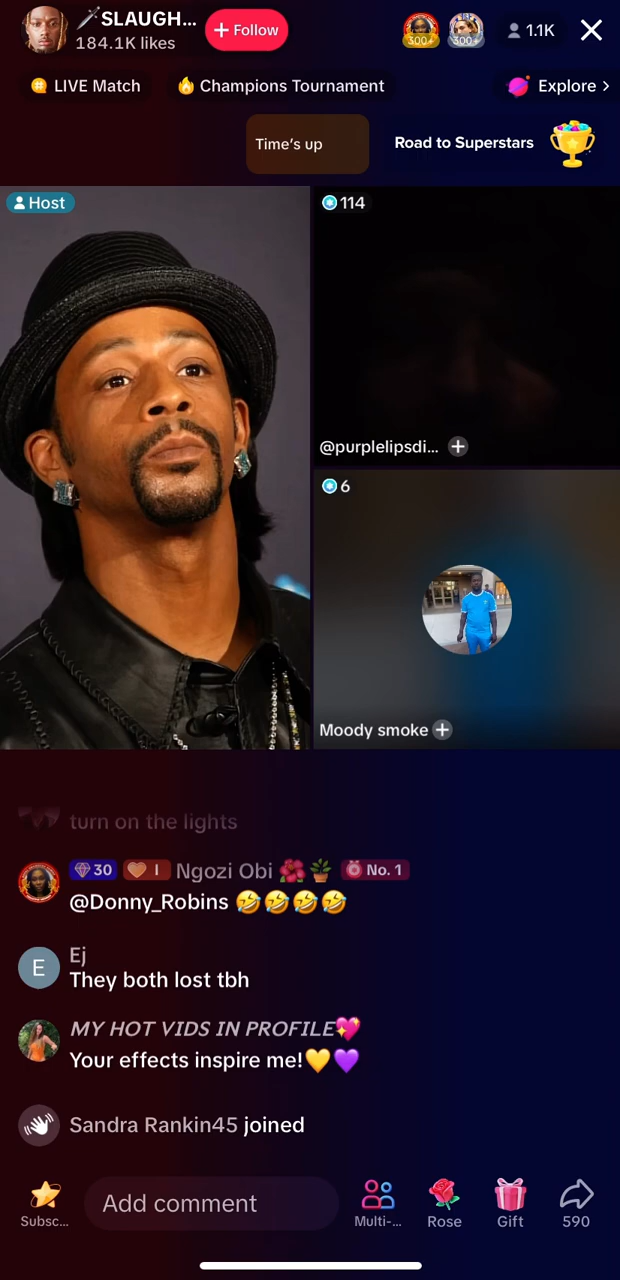 🗡️SLAUGH...
184.1K likes
+ Follow
300+
300+
1.1K
LIVE Match
Champions Tournament
Explore >
Time's up
Road to Superstars
Host
114
@purplelipsdi...
6
Moody smoke
turn on the lights
30 I Ngozi Obi 🌺🪴 No. 1
@Donny_Robins 🤣🤣🤣🤣
E
Ej
They both lost tbh
MY HOT VIDS IN PROFILE💖
Your effects inspire me!💛💜
Sandra Rankin45 joined
Subsc...
Add comment
Multi-...
Rose
Gift
590